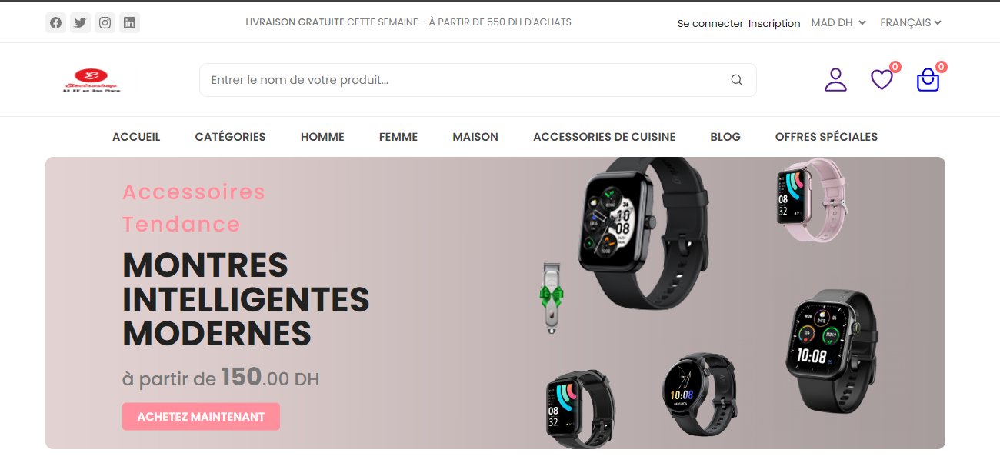 LIVRAISON GRATUITE CETTE SEMAINE - À PARTIR DE 550 DH D'ACHATS
Se connecter Inscription
MAD DH
FRANÇAIS
Electroshop
Entrer le nom de votre produit...
0
0
ACCUEIL
CATÉGORIES
HOMME
FEMME
MAISON
ACCESSORIES DE CUISINE
BLOG
OFFRES SPÉCIALES
Accessoires
Tendance
MONTRES
INTELLIGENTES
MODERNES
à partir de 150.00 DH
ACHETEZ MAINTENANT
10
08
08
32
10:08
08
32
10:08